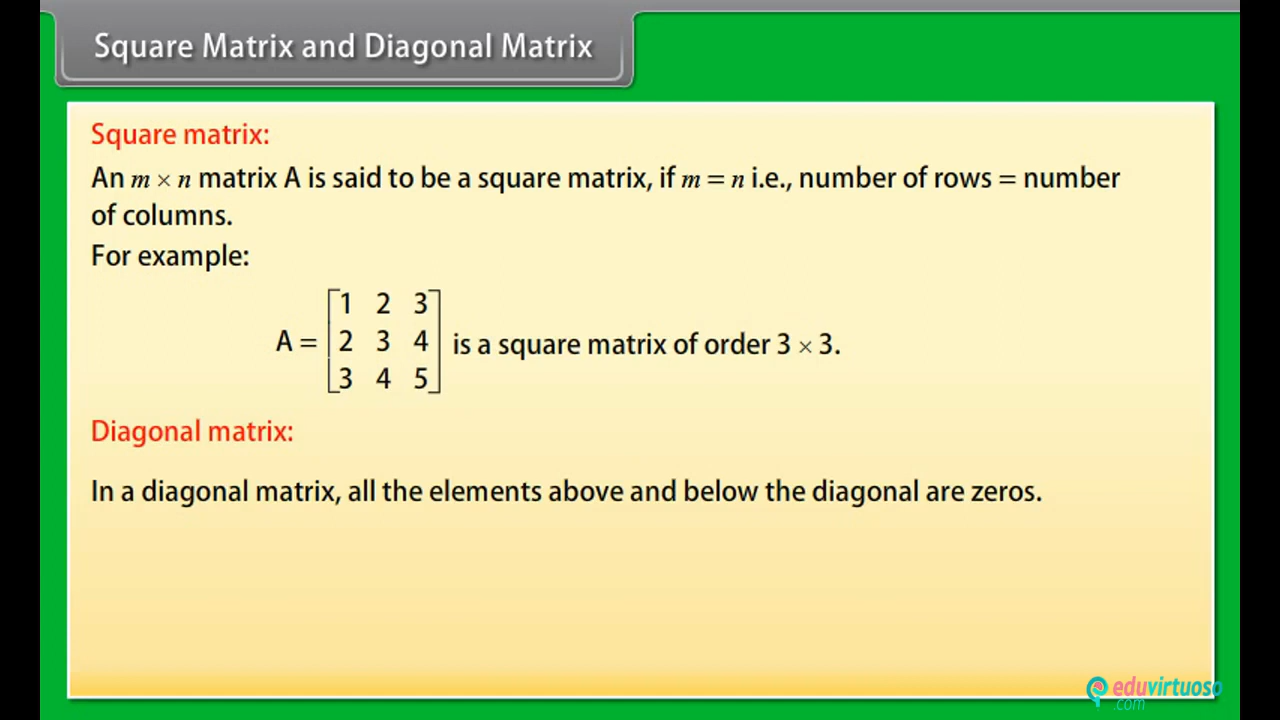 Square Matrix and Diagonal Matrix
Square matrix:
An m × n matrix A is said to be a square matrix, if m = n i.e., number of rows = number
of columns.
For example:
1 2 3
A = 2 3 4 is a square matrix of order 3 × 3.
3 4 5
Diagonal matrix:
In a diagonal matrix, all the elements above and below the diagonal are zeros.
eduvirtuoso
.com